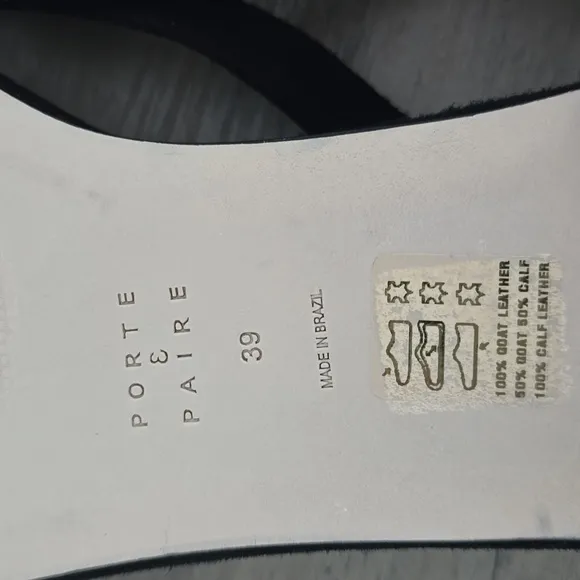 PORTE
&
PAIRE
39
MADE IN BRAZIL
100% GOAT LEATHER
50% GOAT 50% CALF
100% CALF LEATHER